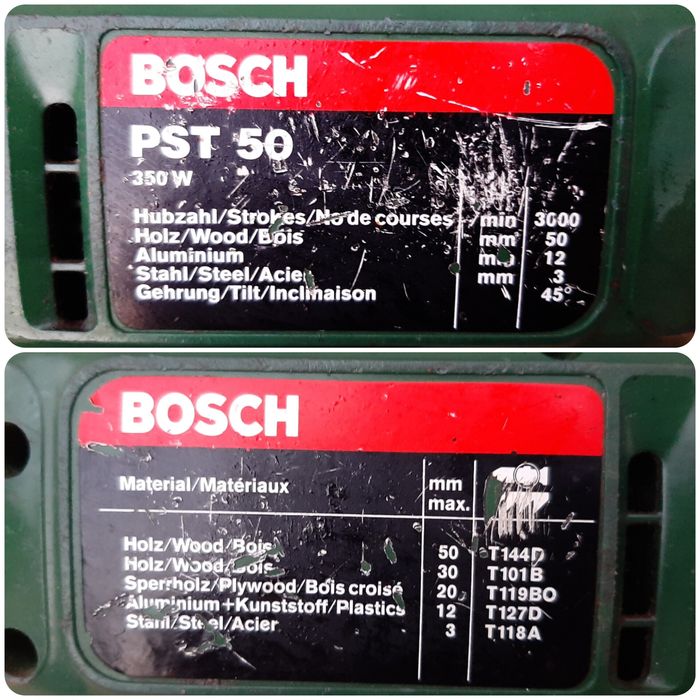 BOSCH
PST 50
350 W
Hubzahl/Strokes/No de courses /min 3000
Holz/Wood/Bois mm 50
Aluminium mm 12
Stahl/Steel/Acier mm 3
Gehrung/Tilt/Inclinaison 45°
BOSCH
Material/Matériaux mm max.
Holz/Wood/Bois 50 T144D
Holz/Wood/Bois 30 T101B
Sperrholz/Plywood/Bois croisé 20 T119BO
Aluminium+Kunststoff/Plastics 12 T127D
Stahl/Steel/Acier 3 T118A